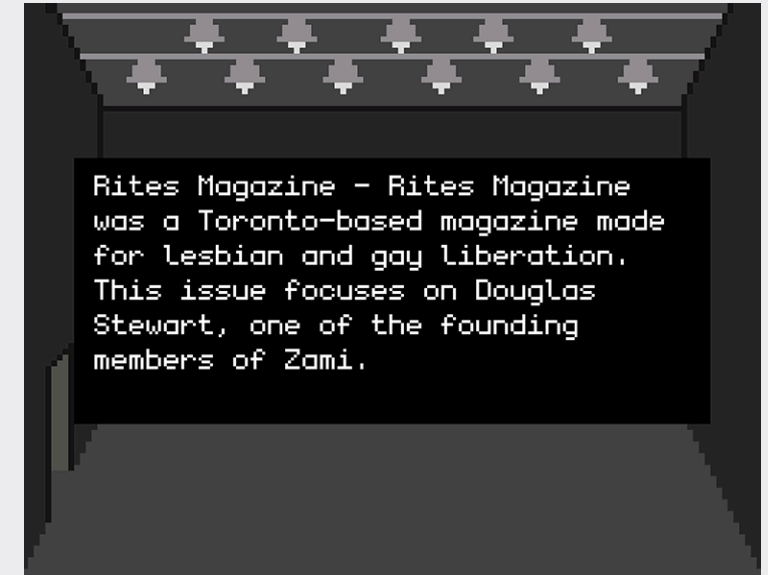 Rites Magazine - Rites Magazine
was a Toronto-based magazine made
for lesbian and gay liberation.
This issue focuses on Douglas
Stewart, one of the founding
members of Zami.